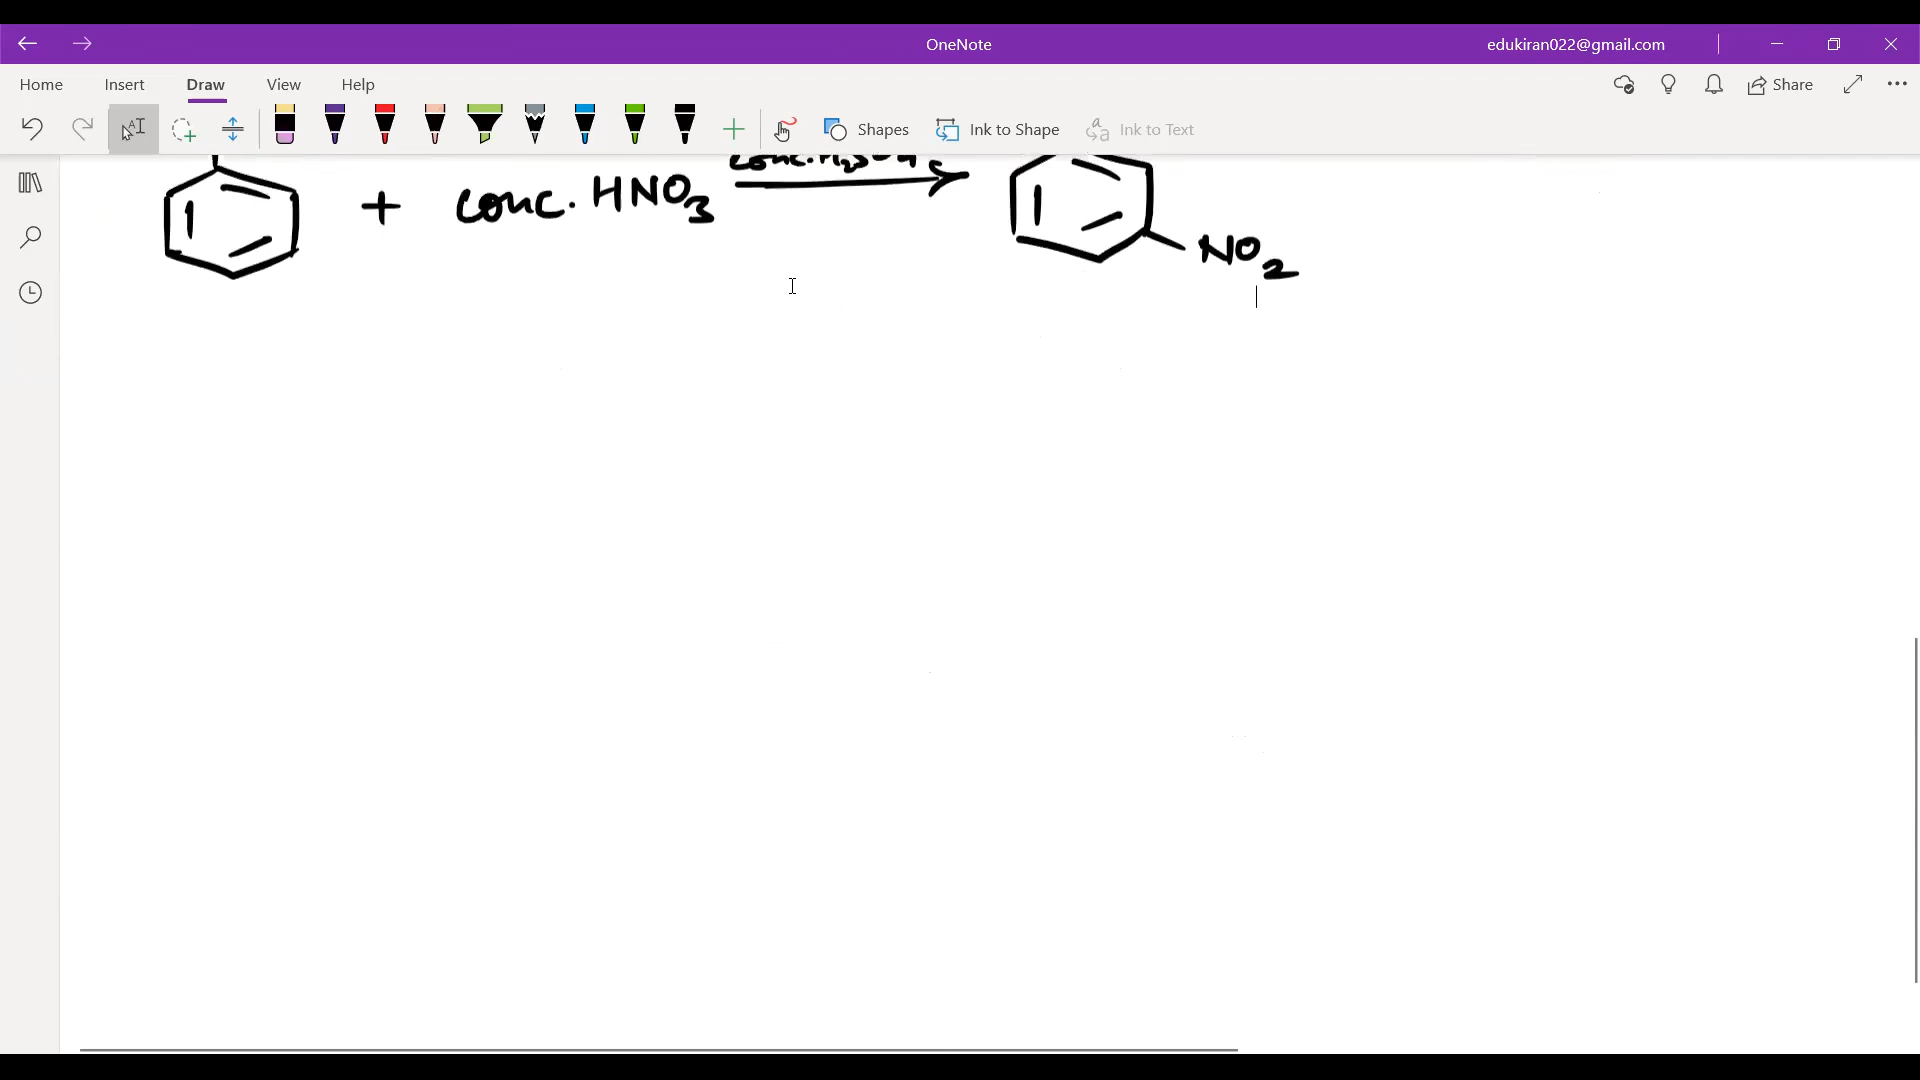 OneNote
edukiran022@gmail.com
Home Insert Draw View Help
Share
Shapes Ink to Shape Ink to Text
+ conc. HNO3
NO2